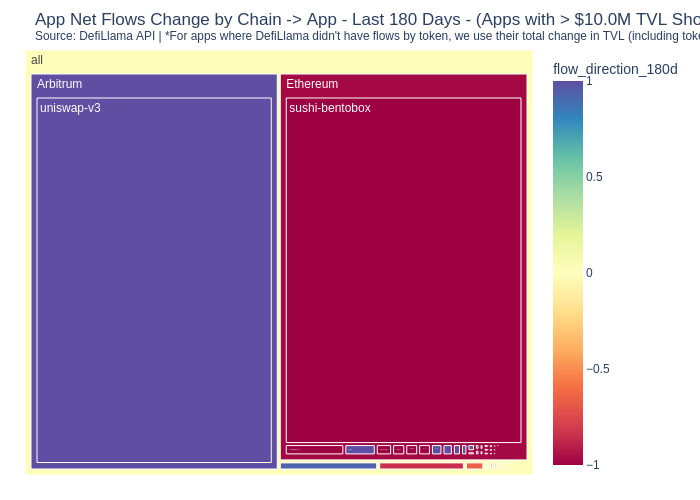 App Net Flows Change by Chain -> App - Last 180 Days - (Apps with > $10.0M TVL Sho
Source: DefiLlama API | *For apps where DefiLlama didn't have flows by token, we use their total change in TVL (including toke
all
flow_direction_180d
Arbitrum
Ethereum
uniswap-v3
sushi-bentobox
1
0.5
0
−0.5
−1